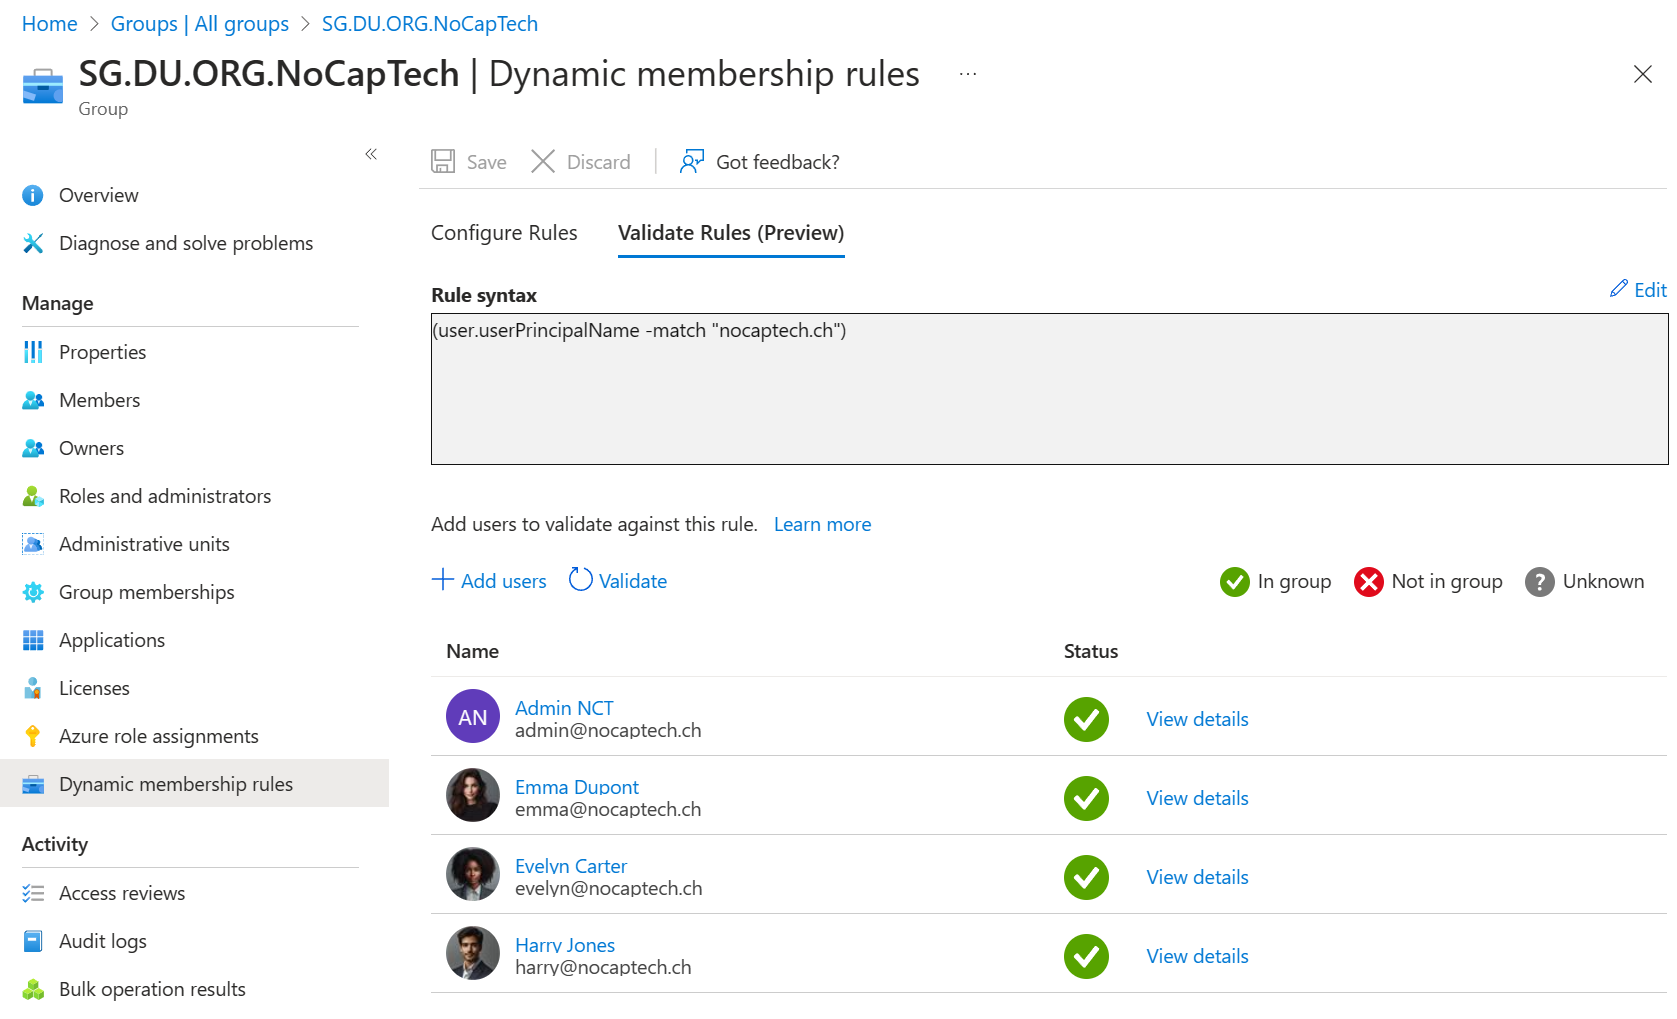 Home > Groups | All groups > SG.DU.ORG.NoCapTech
SG.DU.ORG.NoCapTech | Dynamic membership rules ...
Group
Save Discard Got feedback?
Overview
Diagnose and solve problems
Manage
Properties
Members
Owners
Roles and administrators
Administrative units
Group memberships
Applications
Licenses
Azure role assignments
Dynamic membership rules
Activity
Access reviews
Audit logs
Bulk operation results
Configure Rules Validate Rules (Preview)
Rule syntax Edit
(user.userPrincipalName -match "nocaptech.ch")
Add users to validate against this rule. Learn more
Add users Validate In group Not in group ? Unknown
Name Status
AN Admin NCT
admin@nocaptech.ch View details
Emma Dupont
emma@nocaptech.ch View details
Evelyn Carter
evelyn@nocaptech.ch View details
Harry Jones
harry@nocaptech.ch View details